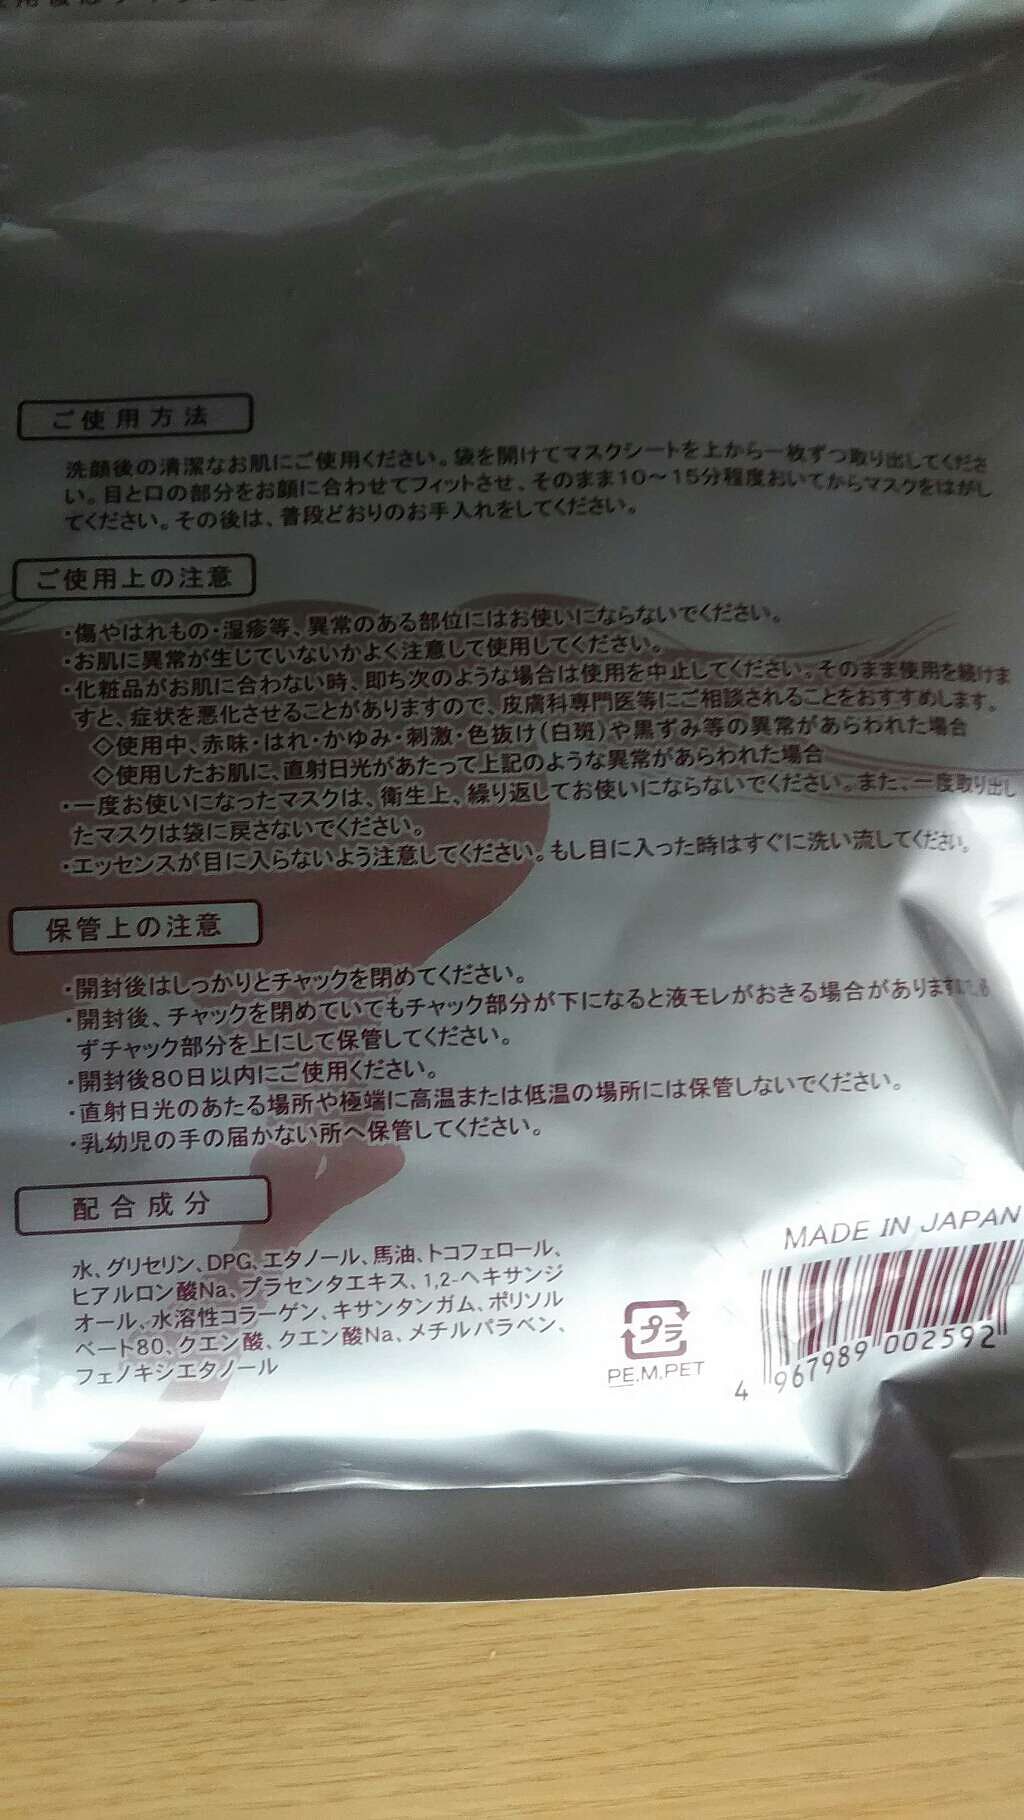 ご使用方法
洗顔後の清潔なお肌にご使用ください。袋を開けてマスクシートを上から一枚ずつ取り出してくださ
い。目と口の部分をお顔に合わせてフィットさせ、そのまま10〜15分程度おいてからマスクをはがし
てください。その後は、普段どおりのお手入れをしてください。
ご使用上の注意
・傷やはれもの・湿疹等、異常のある部位にはお使いにならないでください。
・お肌に異常が生じていないかよく注意して使用してください。
・化粧品がお肌に合わない時、即ち次のような場合は使用を中止してください。そのまま使用を続けま
すと、症状を悪化させることがありますので、皮膚科専門医等にご相談されることをおすすめします。
◇使用中、赤味・はれ・かゆみ・刺激・色抜け(白斑)や黒ずみ等の異常があらわれた場合
◇使用したお肌に、直射日光があたって上記のような異常があらわれた場合
・一度お使いになったマスクは、衛生上、繰り返してお使いにならないでください。また、一度取り出し
たマスクは袋に戻さないでください。
・エッセンスが目に入らないよう注意してください。もし目に入った時はすぐに洗い流してください。
保管上の注意
・開封後はしっかりとチャックを閉めてください。
・開封後、チャックを閉めていてもチャック部分が下になると液モレがおきる場合があります
ずチャック部分を上にして保管してください。
・開封後80日以内にご使用ください。
・直射日光のあたる場所や極端に高温または低温の場所には保管しないでください。
・乳幼児の手の届かない所へ保管してください。
配合成分
水、グリセリン、DPG、エタノール、馬油、トコフェロール、
ヒアルロン酸Na、プラセンタエキス、1,2-ヘキサンジ
オール、水溶性コラーゲン、キサンタンガム、ポリソル
ベート80、クエン酸、クエン酸Na、メチルパラベン、
フェノキシエタノール
MADE IN JAPAN
プラ
PE.M.PET
4 967989 002592